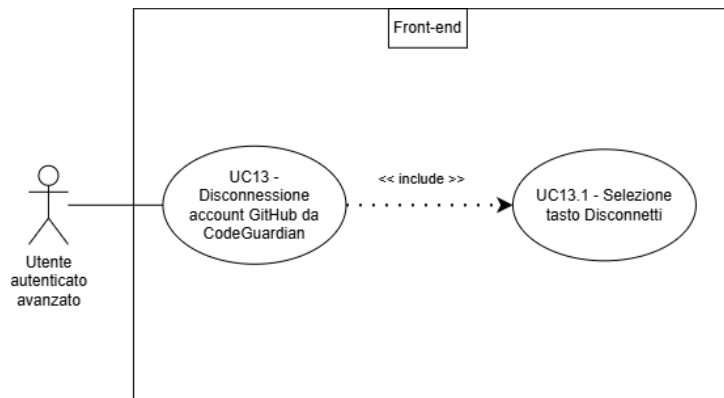 Front-end
UC13 -
Disconnessione
account GitHub da
CodeGuardian
<< include >>
UC13.1 - Selezione
tasto Disconnetti
Utente
autenticato
avanzato